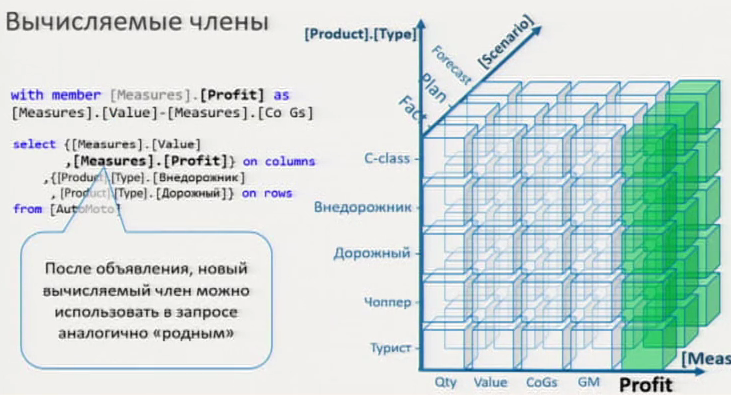 Вычисляемые члены
with member [Measures].[Profit] as
[Measures].[Value]-[Measures].[Co Gs]
select {[Measures].[Value]
,[Measures].[Profit]} on columns
,{[Product].[Type].[Внедорожник]
,[Product].[Type].[Дорожный]} on rows
from [AutoMoto]
После объявления, новый
вычисляемый член можно
использовать в запросе
аналогично «родным»
[Product].[Type]
[Scenario]
Forecast
Plan
Fact
C-class
Внедорожник
Дорожный
Чоппер
Турист
[Meas
Qty Value CoGs GM Profit